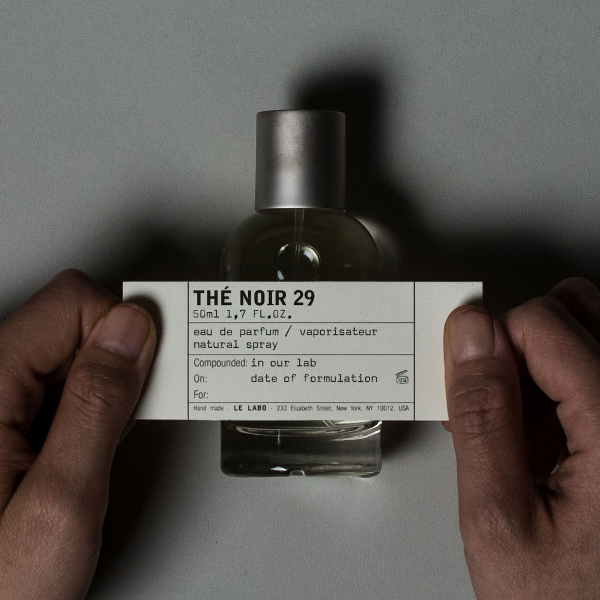 THÉ NOIR 29
50ml 1,7 FL.OZ.
eau de parfum / vaporisateur
natural spray
Compounded: in our lab
On: date of formulation
For:
Hand made - LE LABO - 233 Elizabeth Street, New York, NY 10012, USA